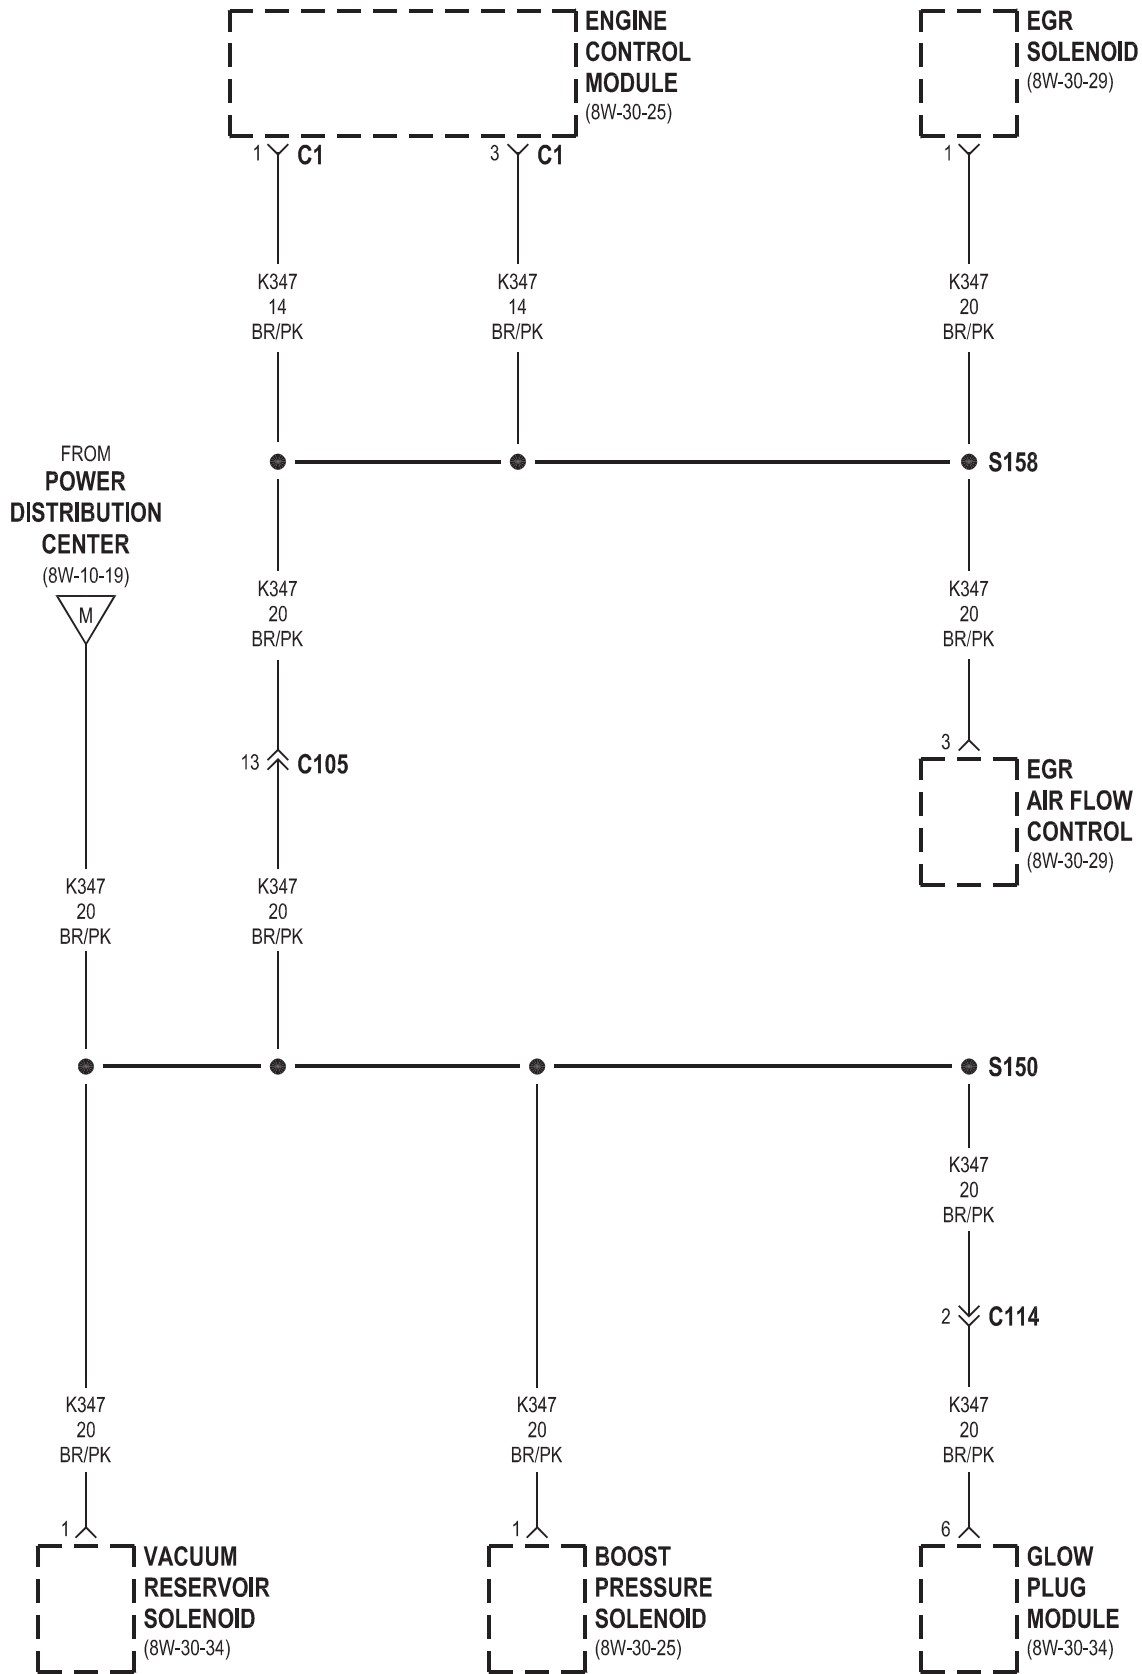 ENGINE
CONTROL
MODULE
(8W-30-25)
EGR
SOLENOID
(8W-30-29)
1
C1
3
C1
1
K347
14
BR/PK
K347
14
BR/PK
K347
20
BR/PK
FROM
POWER
DISTRIBUTION
CENTER
(8W-10-19)
M
S158
K347
20
BR/PK
K347
20
BR/PK
13
C105
3
EGR
AIR FLOW
CONTROL
(8W-30-29)
K347
20
BR/PK
K347
20
BR/PK
S150
K347
20
BR/PK
2
C114
K347
20
BR/PK
K347
20
BR/PK
K347
20
BR/PK
1
VACUUM
RESERVOIR
SOLENOID
(8W-30-34)
1
BOOST
PRESSURE
SOLENOID
(8W-30-25)
6
GLOW
PLUG
MODULE
(8W-30-34)